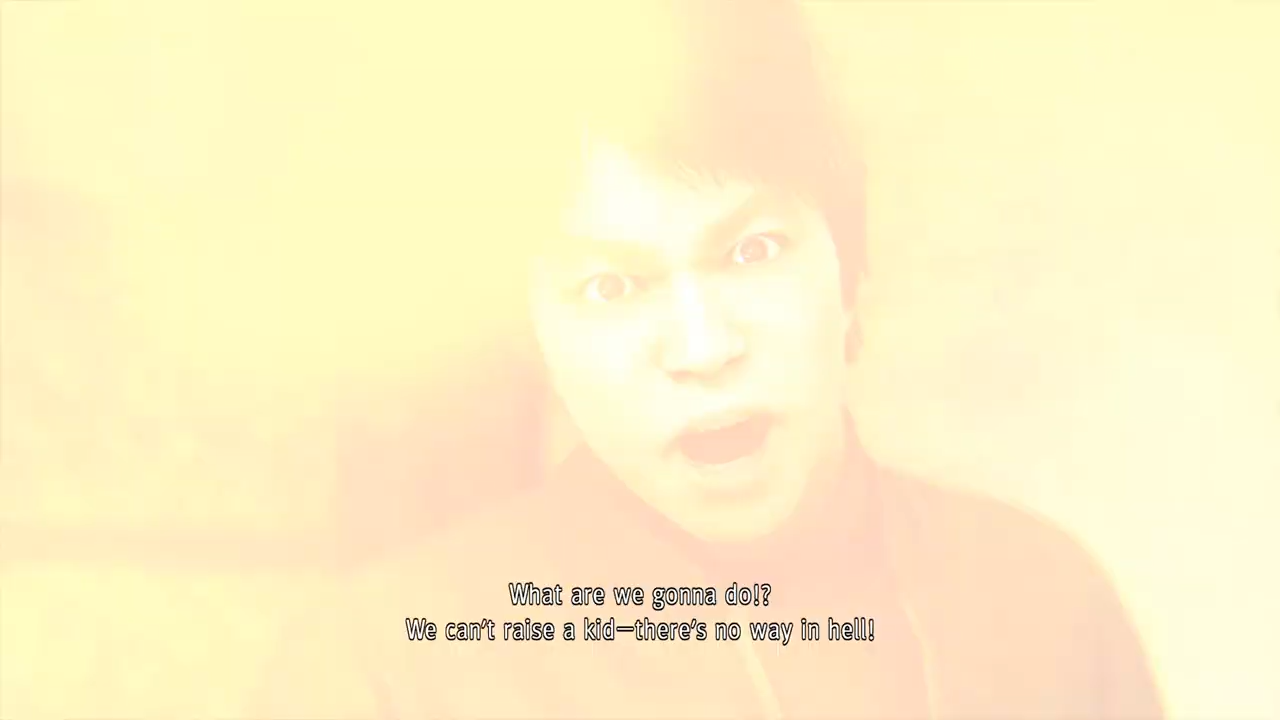 What are we gonna do!?
We can't raise a kid—there's no way in hell!